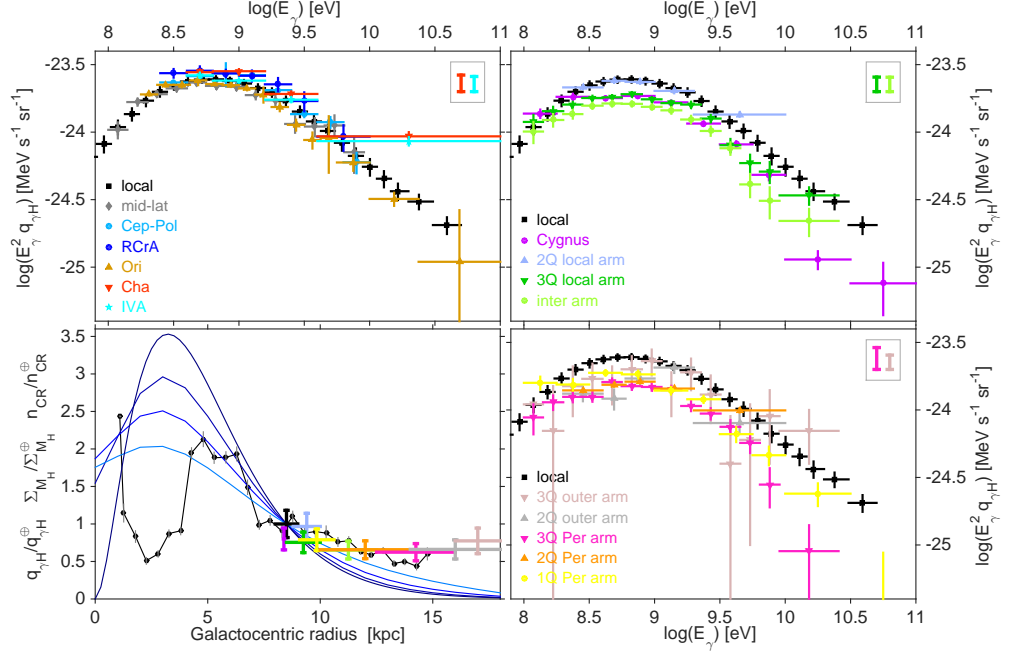 log(E_γ) [eV]
log(E_γ) [eV]
8 8.5 9 9.5 10 10.5 11
8 8.5 9 9.5 10 10.5 11
log(E²_γ q_γH) [MeV s⁻¹ sr⁻¹]
-23.5
-24
-24.5
-25
local
mid-lat
Cep-Pol
RCrA
Ori
Cha
IVA
-23.5
-24
-24.5
-25
log(E²_γ q_γH) [MeV s⁻¹ sr⁻¹]
local
Cygnus
2Q local arm
3Q local arm
inter arm
q_γH/q^⊕_γH Σ_M_H/Σ^⊕_M_H n_CR/n^⊕_CR
3.5
3
2.5
2
1.5
1
0.5
0
0 5 10 15
Galactocentric radius [kpc]
-23.5
-24
-24.5
-25
log(E²_γ q_γH) [MeV s⁻¹ sr⁻¹]
local
3Q outer arm
2Q outer arm
3Q Per arm
2Q Per arm
1Q Per arm
8 8.5 9 9.5 10 10.5 11
log(E_γ) [eV]